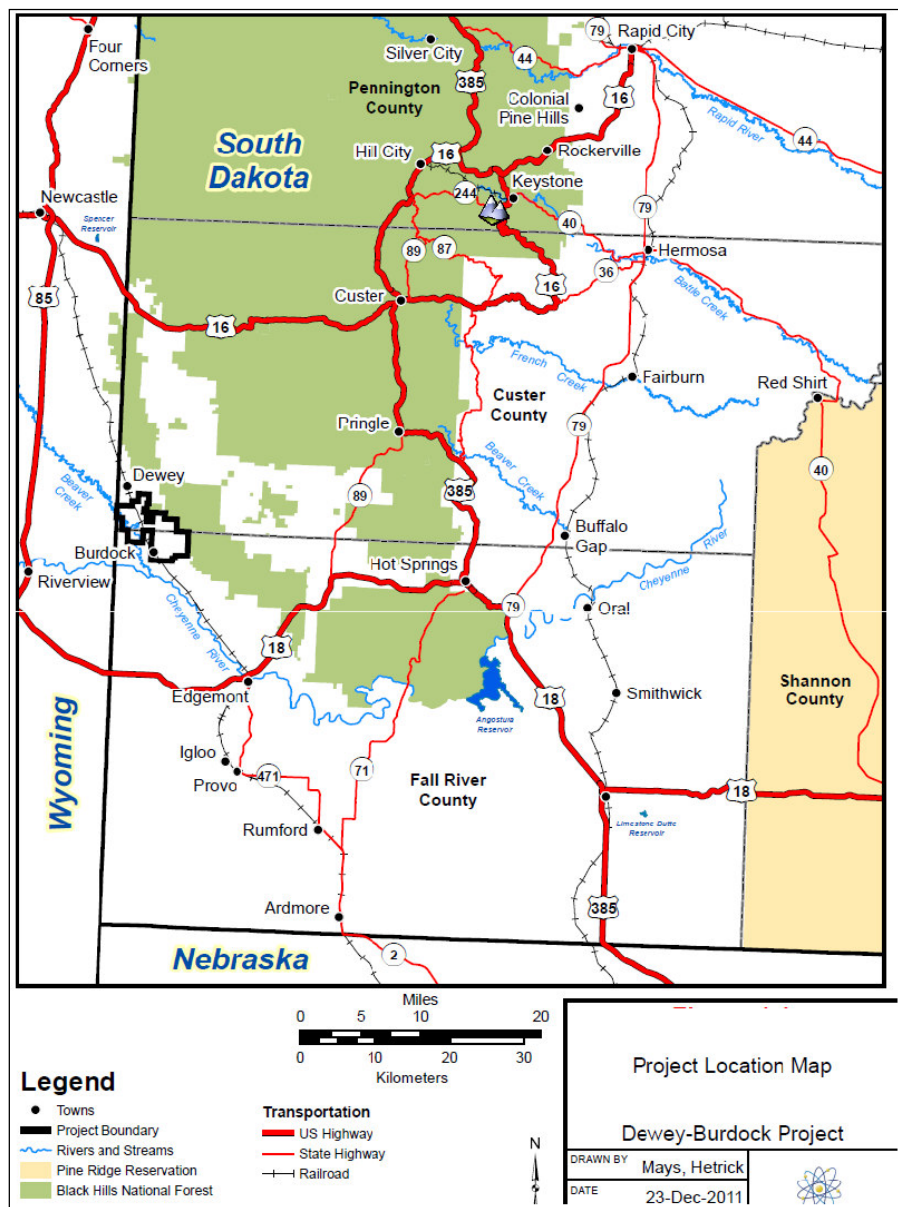 79
Rapid City
Four
Corners
Silver City
44
385
Pennington
County
16
Colonial
Pine Hills
Rapid River
South
Dakota
Hill City
16
Rockerville
44
Newcastle
244
Keystone
Spencer
Reservoir
40
79
89
87
Hermosa
36
85
Custer
16
Battle Creek
16
French
Creek
Fairburn
Red Shirt
Custer
County
Pringle
79
40
Dewey
Beaver
Creek
89
385
Beaver
Creek
Buffalo
Gap
Burdock
Hot Springs
Cheyenne
River
Riverview
79
Oral
Cheyenne
River
18
Shannon
County
Edgemont
Smithwick
18
Angostura
Reservoir
Wyoming
Igloo
Provo
471
71
Fall River
County
18
Rumford
Limestone Butte
Reservoir
385
Ardmore
2
Nebraska
Miles
0 5 10 20
0 10 20 30
Kilometers
Legend
Towns
Project Boundary
Rivers and Streams
Pine Ridge Reservation
Black Hills National Forest
Transportation
US Highway
State Highway
Railroad
N
Project Location Map
Dewey-Burdock Project
DRAWN BY Mays, Hetrick
DATE 23-Dec-2011